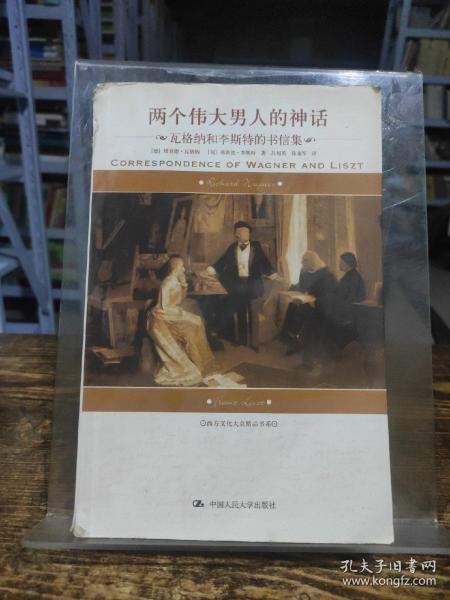 两个伟大男人的神话
瓦格纳和李斯特的书信集
CORRESPONDENCE OF WAGNER AND LISZT
Richard Wagner
Franz Liszt
西方文化大众精品书系
中国人民大学出版社
孔夫子旧书网
www.kongfz.com